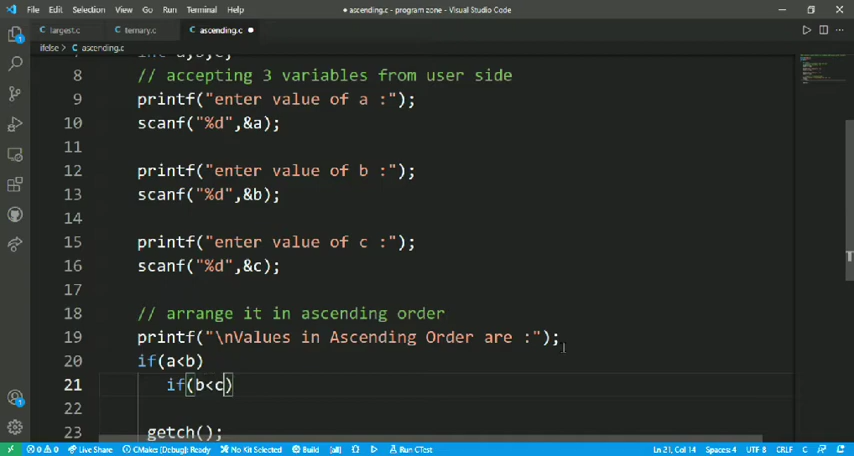 File Edit Selection View Go Run Terminal Help
● ascending.c - program zone - Visual Studio Code
largest.c ternary.c ascending.c ●
ifelse > ascending.c
int a,b,c;
8 // accepting 3 variables from user side
9 printf("enter value of a :");
10 scanf("%d",&a);
11
12 printf("enter value of b :");
13 scanf("%d",&b);
14
15 printf("enter value of c :");
16 scanf("%d",&c);
17
18 // arrange it in ascending order
19 printf("\nValues in Ascending Order are :");
20 if(a<b)
21 if(b<c)
22
23 getch();
0 0 Live Share CMake: [Debug]: Ready No Kit Selected Build [all] Run CTest Ln 21, Col 14 Spaces: 4 UTF-8 CRLF C